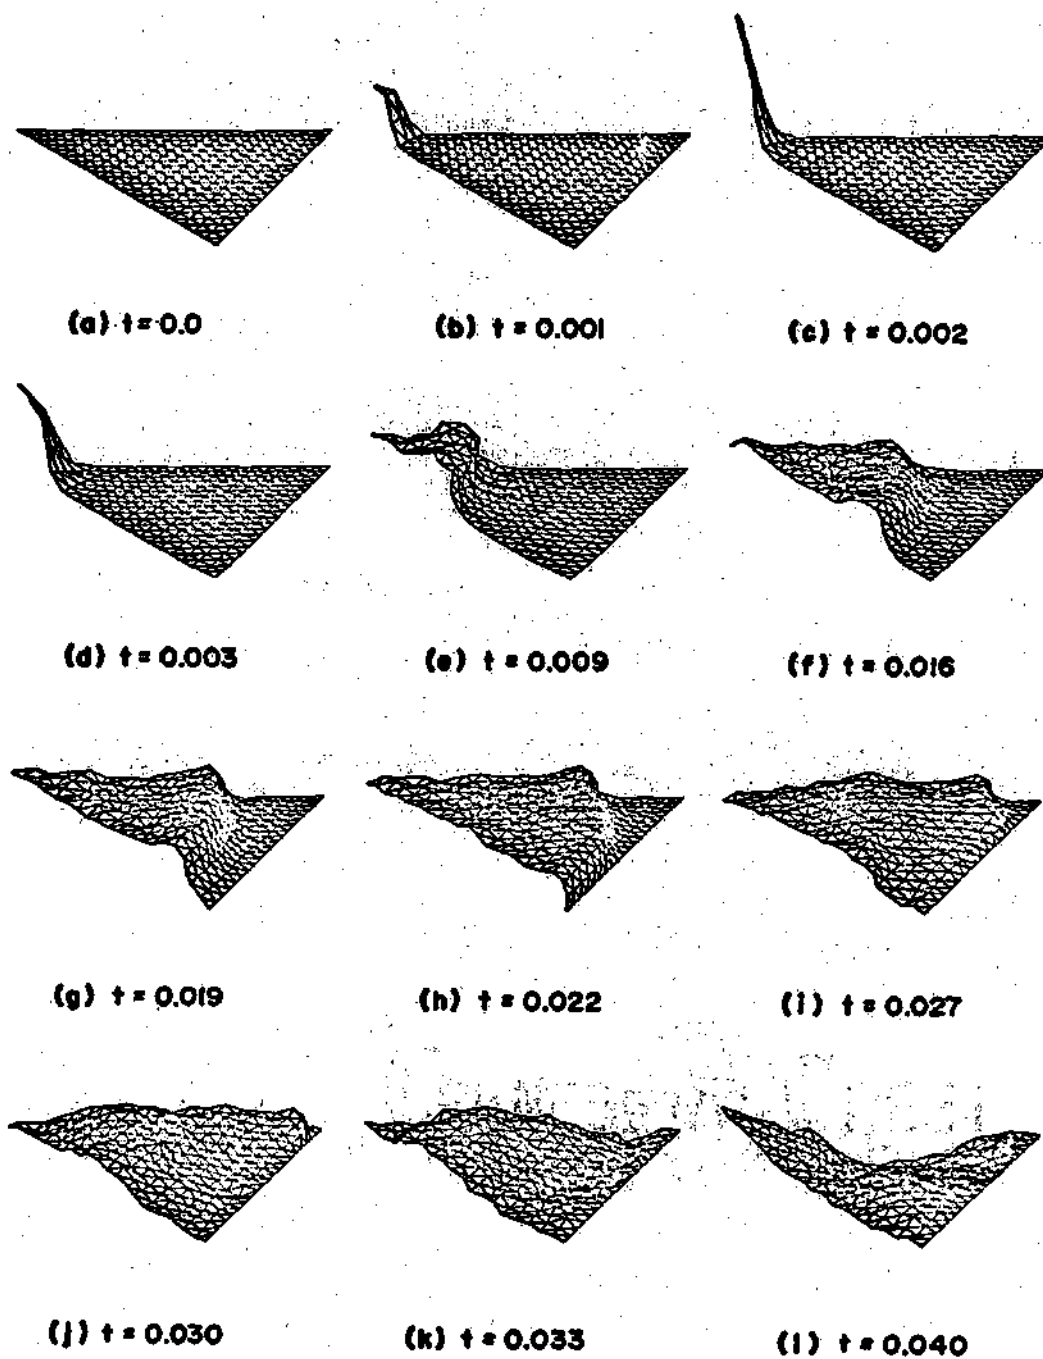 (a) t = 0.0
(b) t = 0.001
(c) t = 0.002
(d) t = 0.003
(e) t = 0.009
(f) t = 0.016
(g) t = 0.019
(h) t = 0.022
(i) t = 0.027
(j) t = 0.030
(k) t = 0.033
(l) t = 0.040